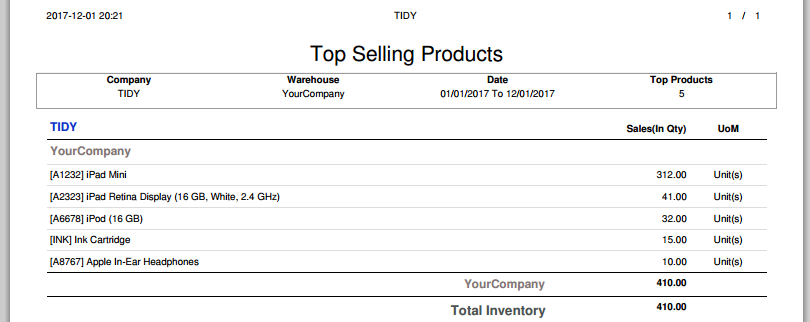 2017-12-01 20:21 TIDY 1 / 1
Top Selling Products
Company Warehouse Date Top Products
TIDY YourCompany 01/01/2017 To 12/01/2017 5
TIDY Sales(In Qty) UoM
YourCompany
[A1232] iPad Mini 312.00 Unit(s)
[A2323] iPad Retina Display (16 GB, White, 2.4 GHz) 41.00 Unit(s)
[A6678] iPod (16 GB) 32.00 Unit(s)
[INK] Ink Cartridge 15.00 Unit(s)
[A8767] Apple In-Ear Headphones 10.00 Unit(s)
YourCompany 410.00
Total Inventory 410.00